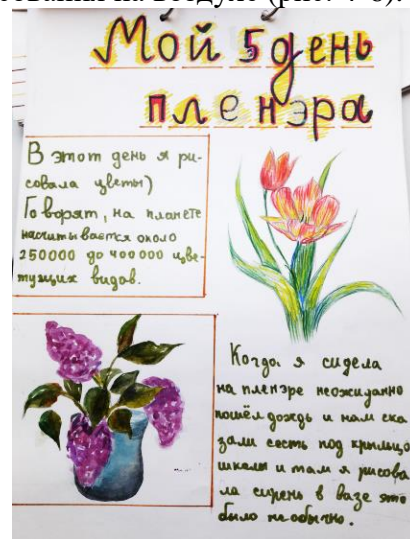 Мой 5 день
пленэра
В этот день я ри-
совала цветы)
Говорят, на планете
насчитывается около
250000 до 400000 цве-
тущих видов.
Когда я сидела
на пленэре неожиданно
пошёл дождь и нам ска
зали сесть под крыльцо
школы и там я рисова
ла сирень в вазе это
было необычно.